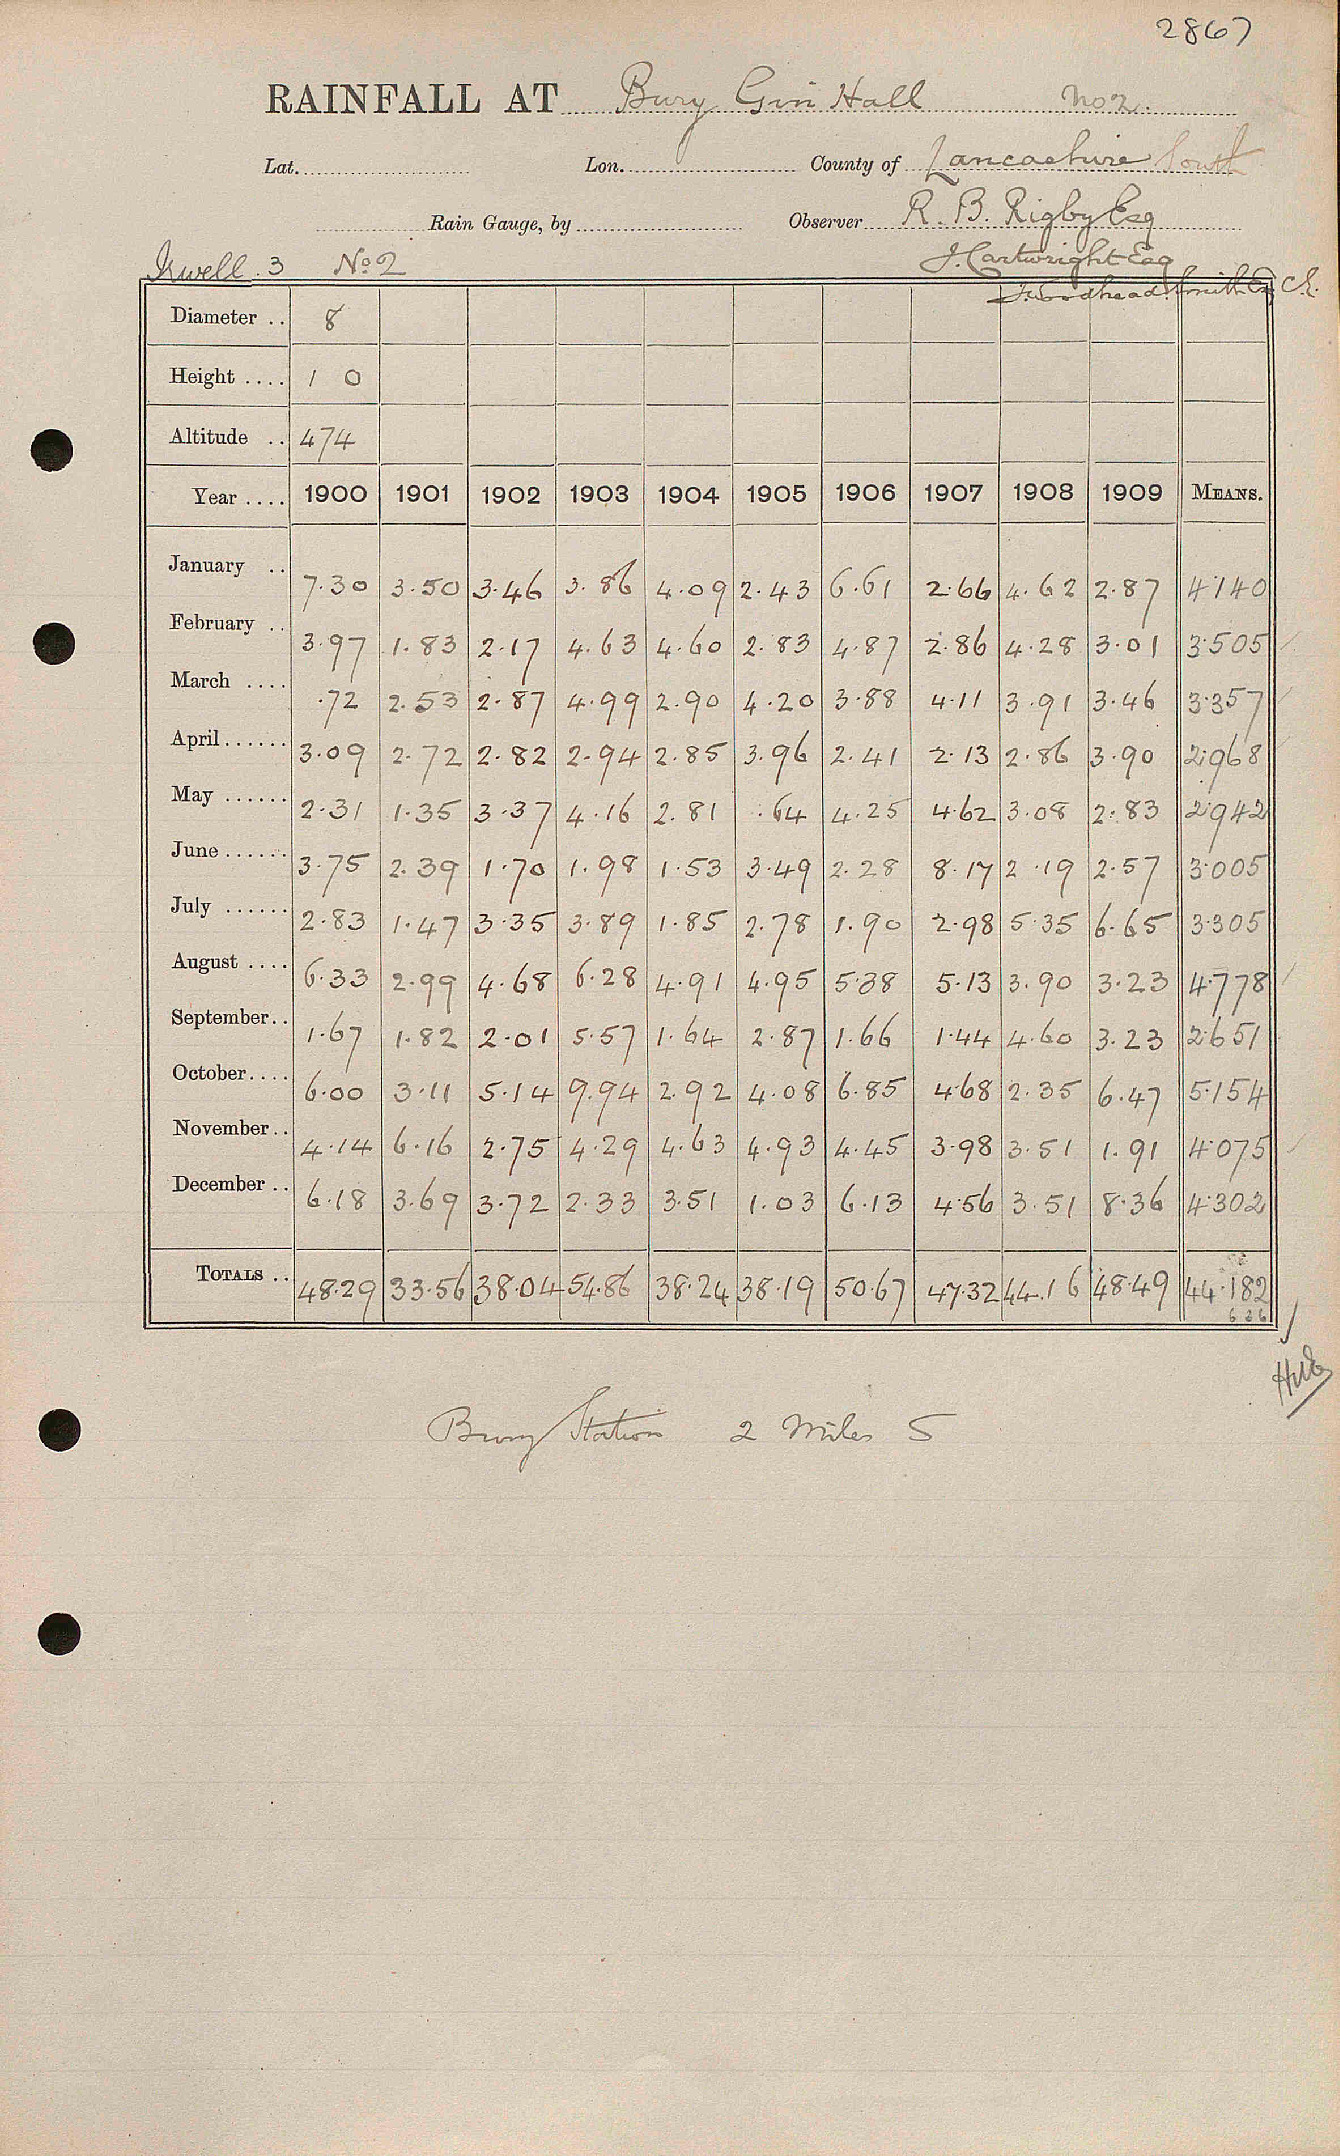 2867
RAINFALL AT Bury Gin Hall No 2.
Lat. Lon. County of Lancashire South
Rain Gauge, by Observer R. B. Rigby Esq
Irwell . 3 No. 2 J. Cartwright Esq
J. Woodhead Smith Esq C.E.
Diameter .. 8
Height .... 1 0
Altitude .. 474
Year .... 1900 1901 1902 1903 1904 1905 1906 1907 1908 1909 MEANS.
January .. 7.30 3.50 3.46 3.86 4.09 2.43 6.61 2.66 4.62 2.87 4.140
February .. 3.97 1.83 2.17 4.63 4.60 2.83 4.87 2.86 4.28 3.01 3.505
March .... .72 2.53 2.87 4.99 2.90 4.20 3.88 4.11 3.91 3.46 3.357
April ...... 3.09 2.72 2.82 2.94 2.85 3.96 2.41 2.13 2.86 3.90 2.968
May ...... 2.31 1.35 3.37 4.16 2.81 .64 4.25 4.62 3.08 2.83 2.942
June ...... 3.75 2.39 1.70 1.98 1.53 3.49 2.28 8.17 2.19 2.57 3.005
July ...... 2.83 1.47 3.35 3.89 1.85 2.78 1.90 2.98 5.35 6.65 3.305
August .... 6.33 2.99 4.68 6.28 4.91 4.95 5.38 5.13 3.90 3.23 4.778
September .. 1.67 1.82 2.01 5.57 1.64 2.87 1.66 1.44 4.60 3.23 2.651
October .... 6.00 3.11 5.14 9.94 2.92 4.08 6.85 4.68 2.35 6.47 5.154
November .. 4.14 6.16 2.75 4.29 4.63 4.93 4.45 3.98 3.51 1.91 4.075
December .. 6.18 3.69 3.72 2.33 3.51 1.03 6.13 4.56 3.51 8.36 4.302
TOTALS .. 48.29 33.56 38.04 54.86 38.24 38.19 50.67 47.32 44.16 48.49 44.182
Bury Station 2 Miles S